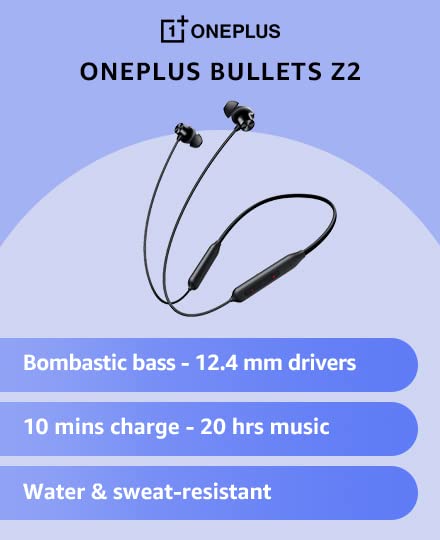 ONEPLUS
ONEPLUS BULLETS Z2
Bombastic bass - 12.4 mm drivers
10 mins charge - 20 hrs music
Water & sweat-resistant